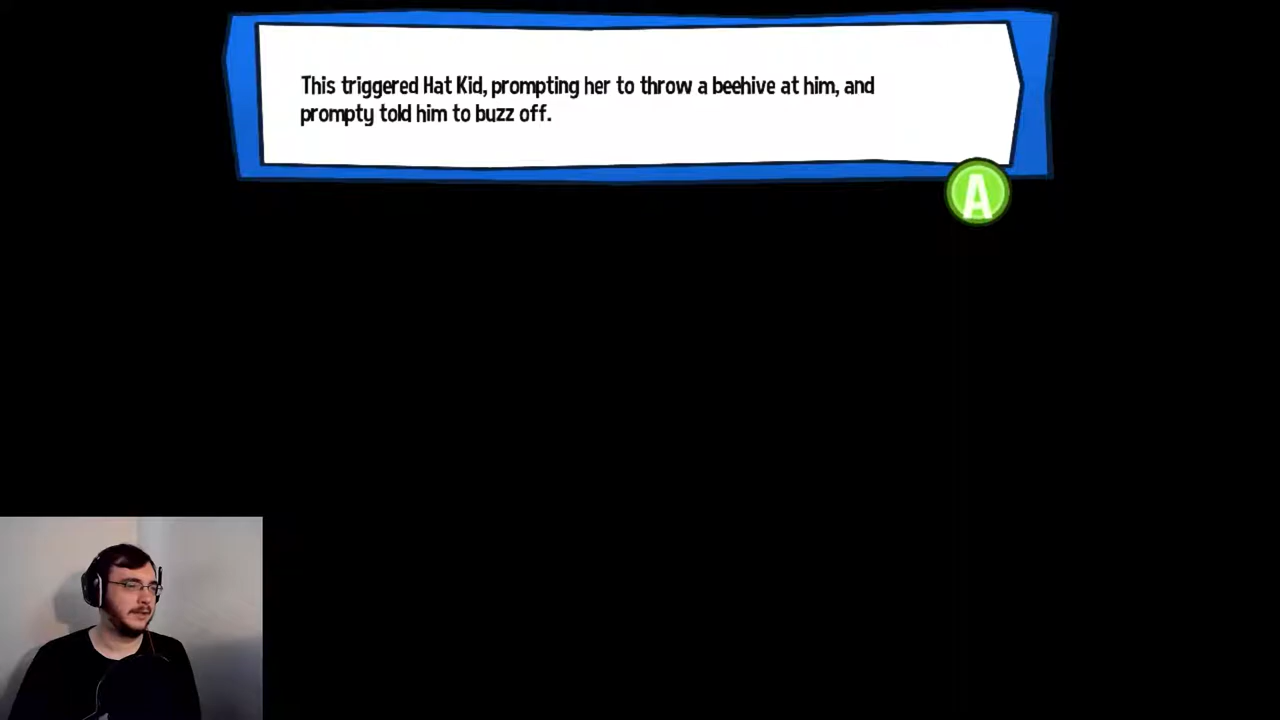 This triggered Hat Kid, prompting her to throw a beehive at him, and
prompty told him to buzz off.
A